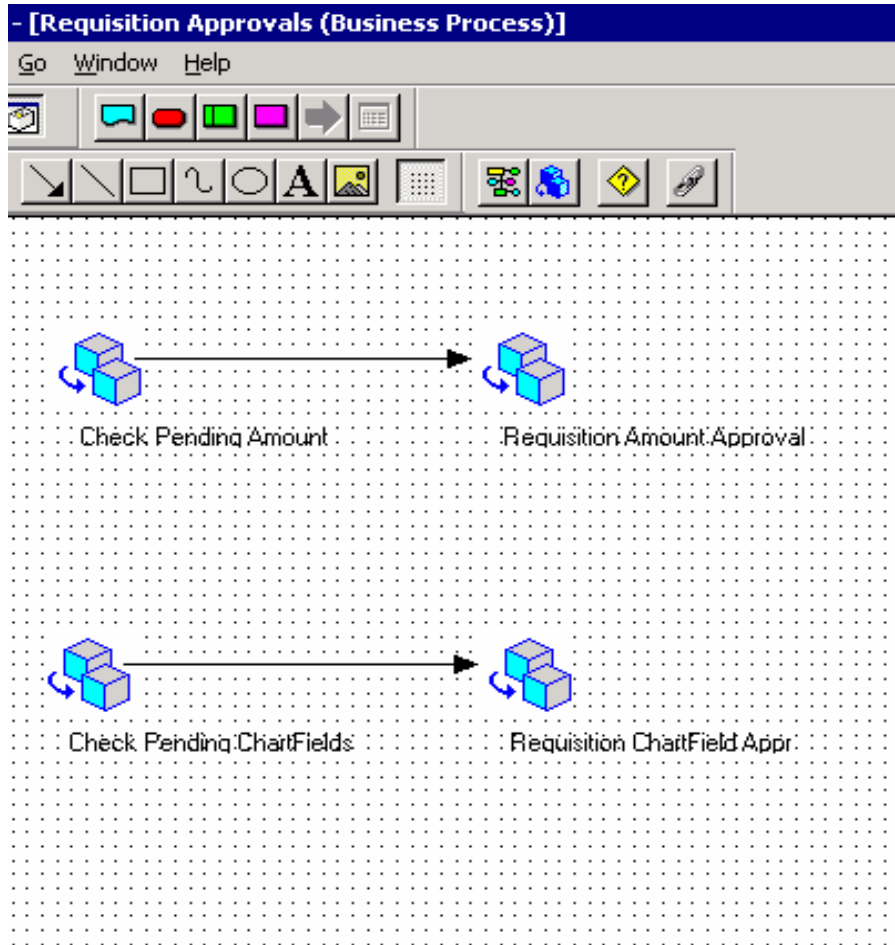 - [Requisition Approvals (Business Process)]
Go Window Help
A
?
Check Pending Amount
Requisition Amount Approval
Check Pending ChartFields
Requisition ChartField Appr